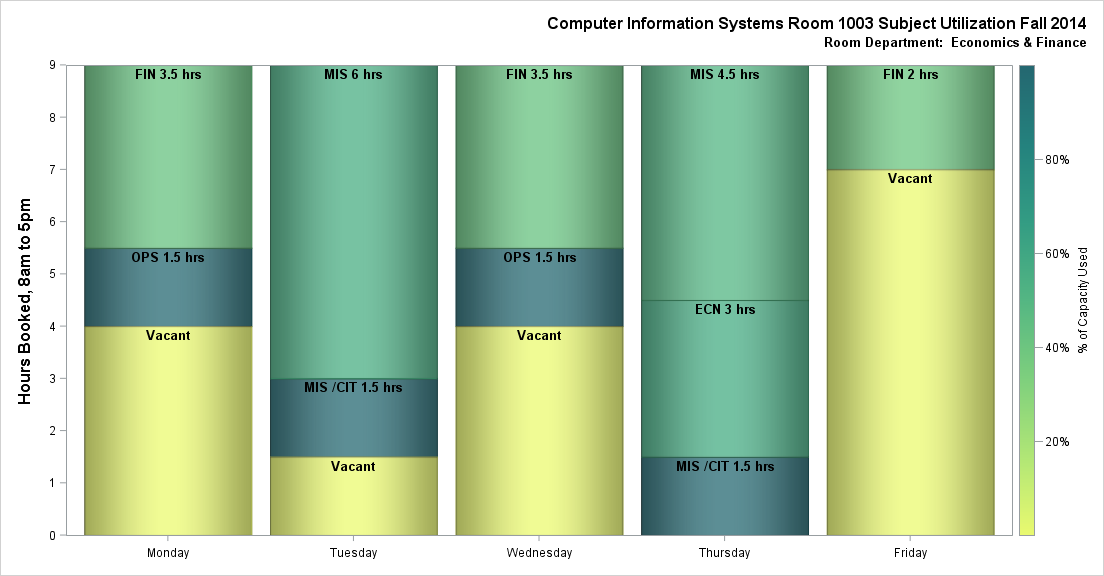 Computer Information Systems Room 1003 Subject Utilization Fall 2014
Room Department: Economics & Finance
Hours Booked, 8am to 5pm
9
8
7
6
5
4
3
2
1
0
FIN 3.5 hrs
OPS 1.5 hrs
Vacant
MIS 6 hrs
MIS /CIT 1.5 hrs
Vacant
FIN 3.5 hrs
OPS 1.5 hrs
Vacant
MIS 4.5 hrs
ECN 3 hrs
MIS /CIT 1.5 hrs
FIN 2 hrs
Vacant
Monday
Tuesday
Wednesday
Thursday
Friday
80%
60%
40%
20%
% of Capacity Used